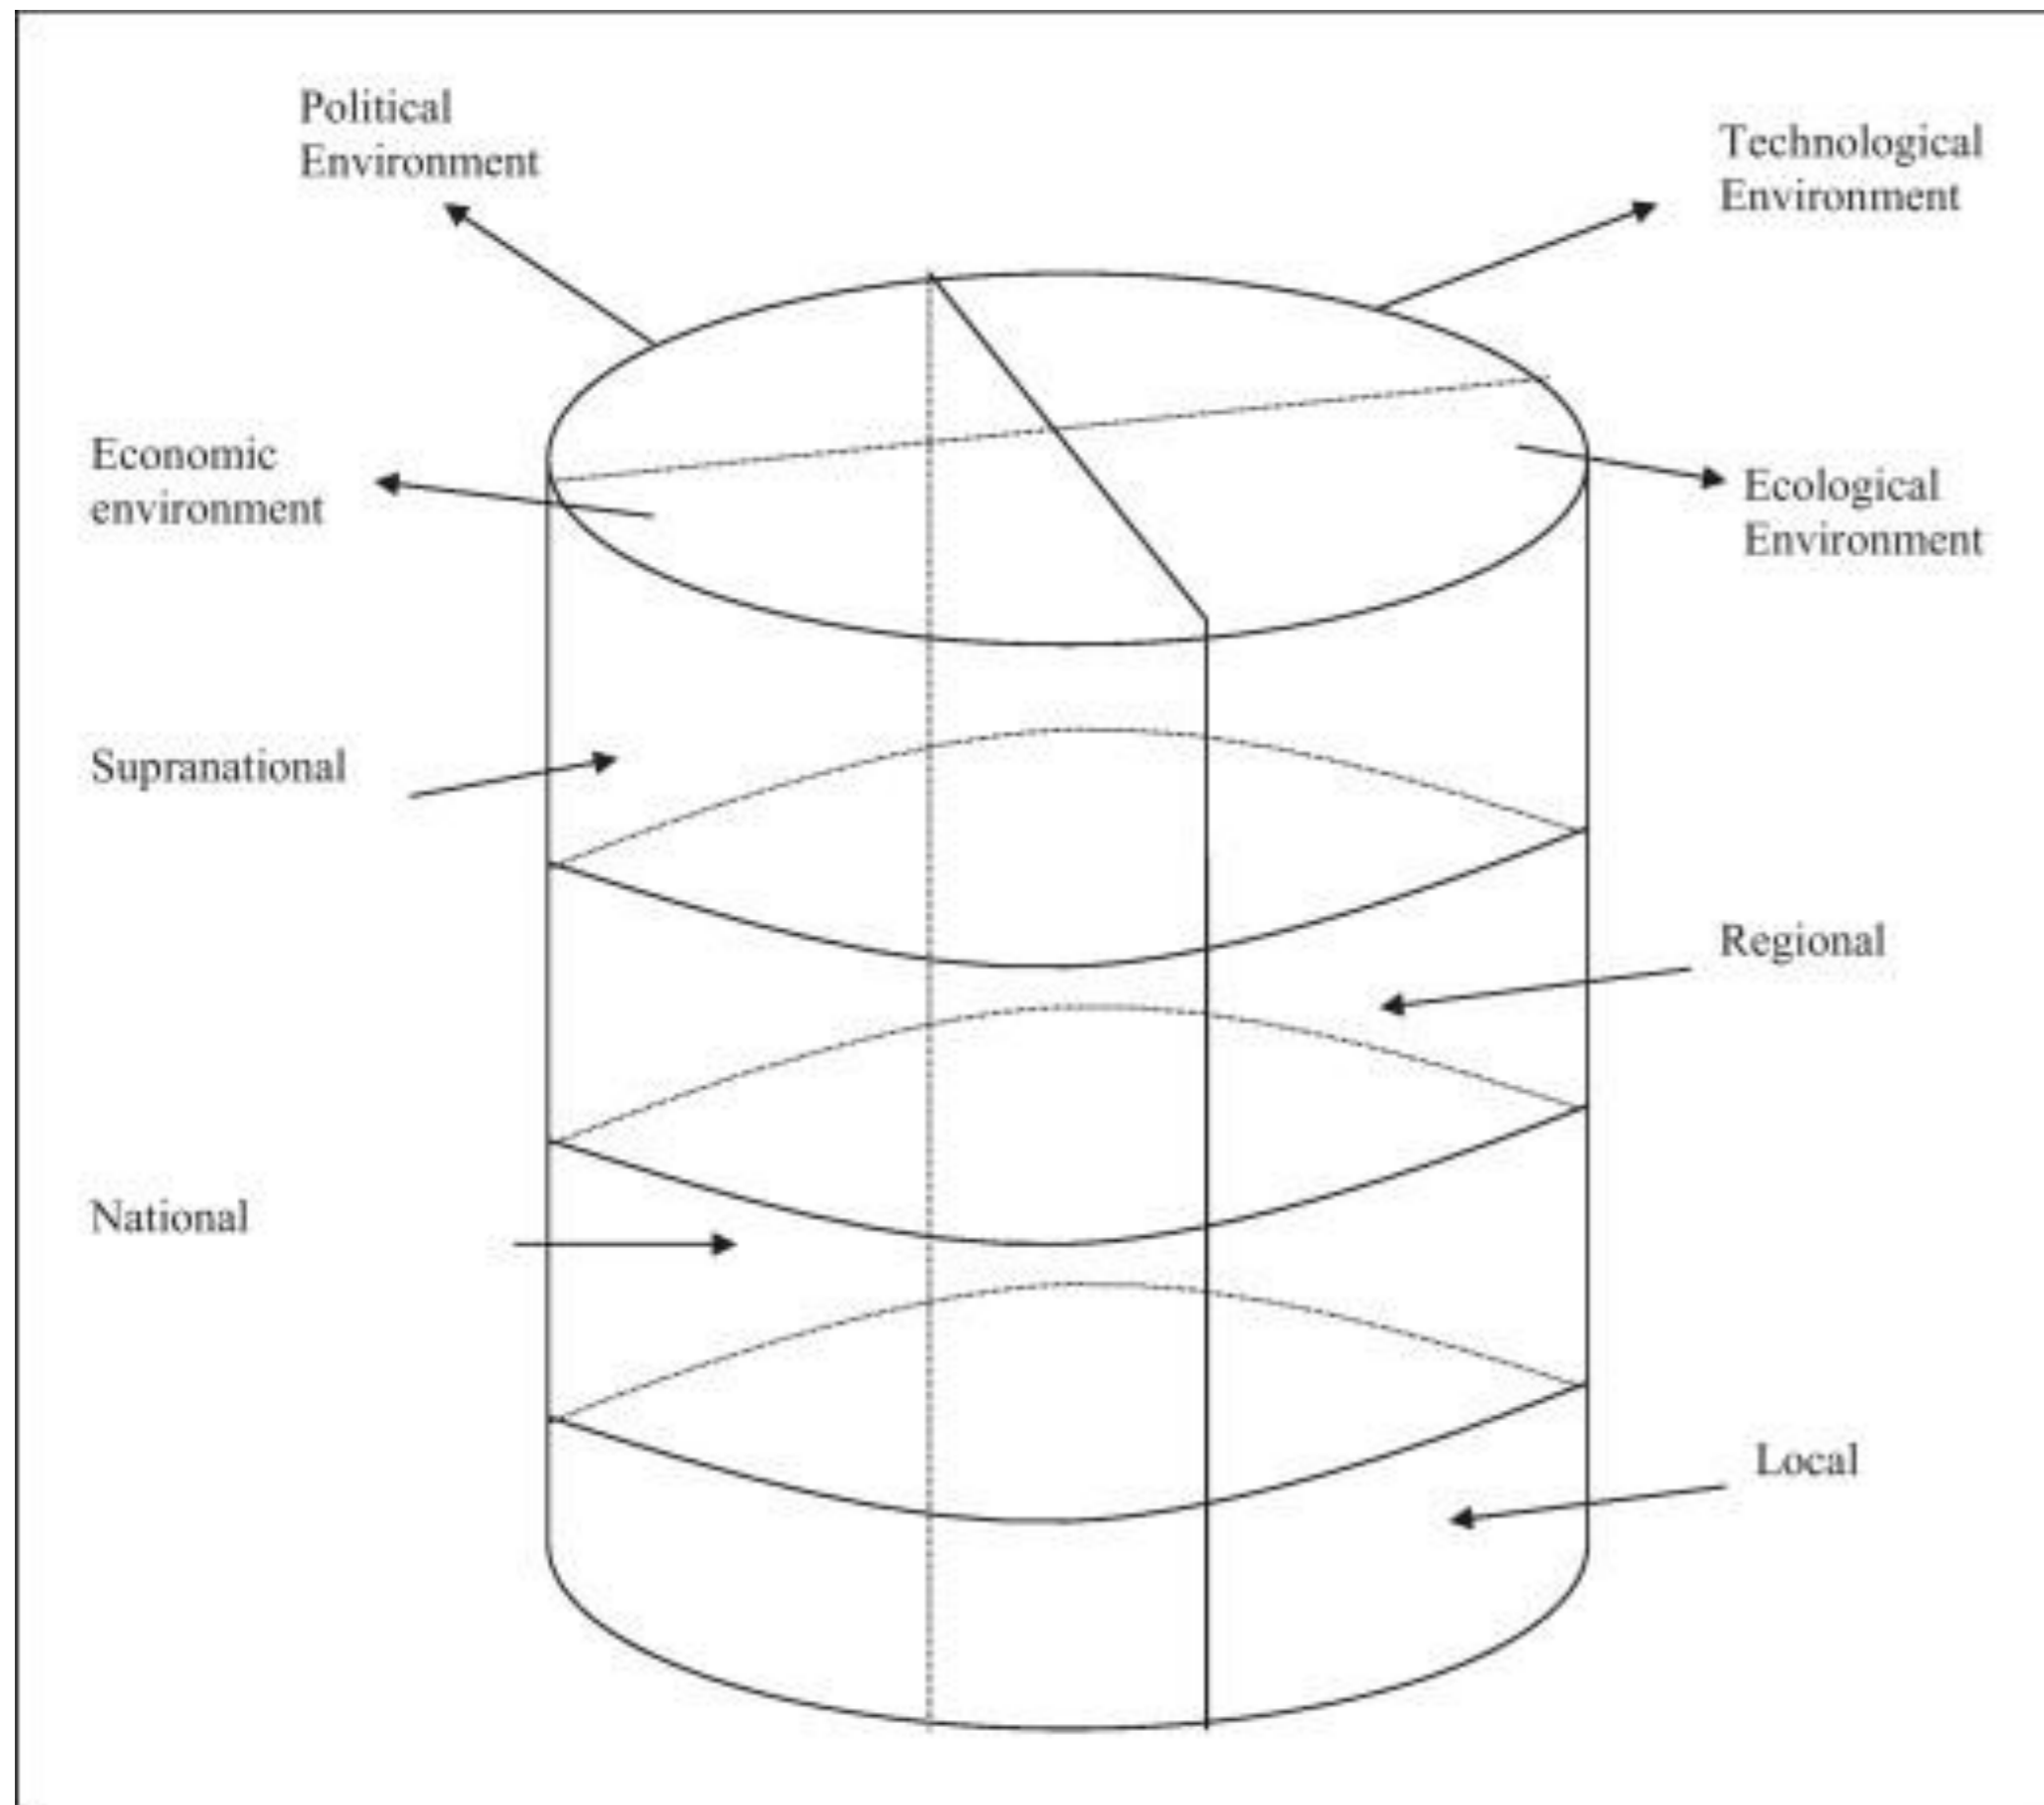 Political
Environment
Technological
Environment
Economic
environment
Ecological
Environment
Supranational
Regional
National
Local